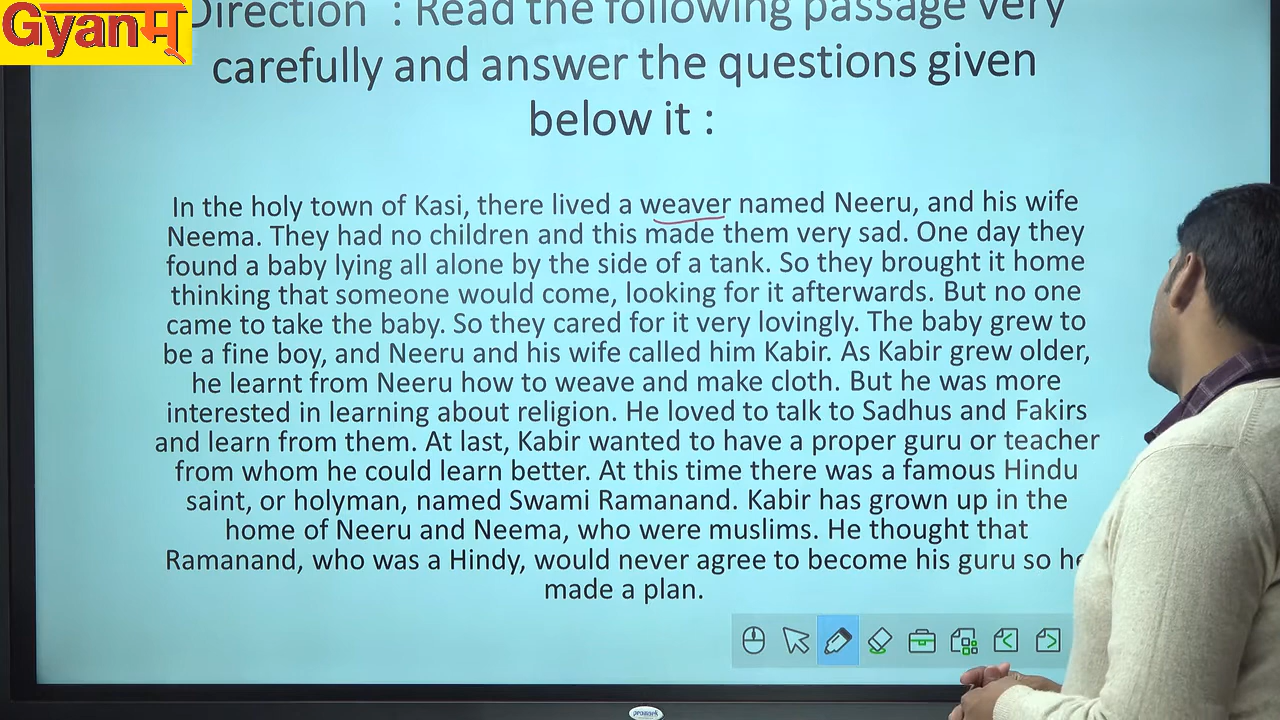 Gyanम्
Direction : Read the following passage very
carefully and answer the questions given
below it :
In the holy town of Kasi, there lived a weaver named Neeru, and his wife
Neema. They had no children and this made them very sad. One day they
found a baby lying all alone by the side of a tank. So they brought it home
thinking that someone would come, looking for it afterwards. But no one
came to take the baby. So they cared for it very lovingly. The baby grew to
be a fine boy, and Neeru and his wife called him Kabir. As Kabir grew older,
he learnt from Neeru how to weave and make cloth. But he was more
interested in learning about religion. He loved to talk to Sadhus and Fakirs
and learn from them. At last, Kabir wanted to have a proper guru or teacher
from whom he could learn better. At this time there was a famous Hindu
saint, or holyman, named Swami Ramanand. Kabir has grown up in the
home of Neeru and Neema, who were muslims. He thought that
Ramanand, who was a Hindy, would never agree to become his guru so he
made a plan.